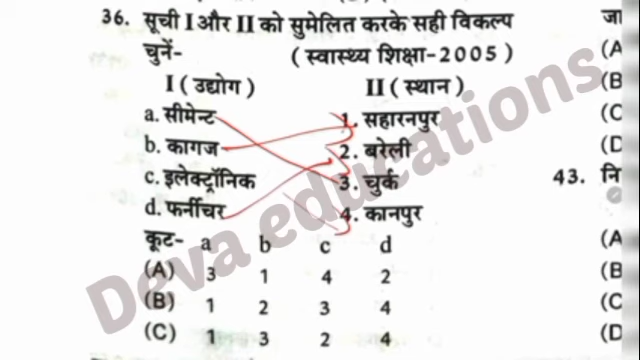 36. सूची I और II को सुमेलित करके सही विकल्प
चुनें- ( स्वास्थ्य शिक्षा-2005 )
I ( उद्योग ) II ( स्थान )
a. सीमेन्ट 1. सहारनपुर
b. कागज 2. बरेली
c. इलेक्ट्रॉनिक 3. चुर्क
d. फर्नीचर 4. कानपुर
कूट- a b c d
(A) 3 1 4 2
(B) 1 2 3 4
(C) 1 3 2 4
जा
(A
(B
(C
(D
43. नि
(A
(B
(C
(D
Deva educations